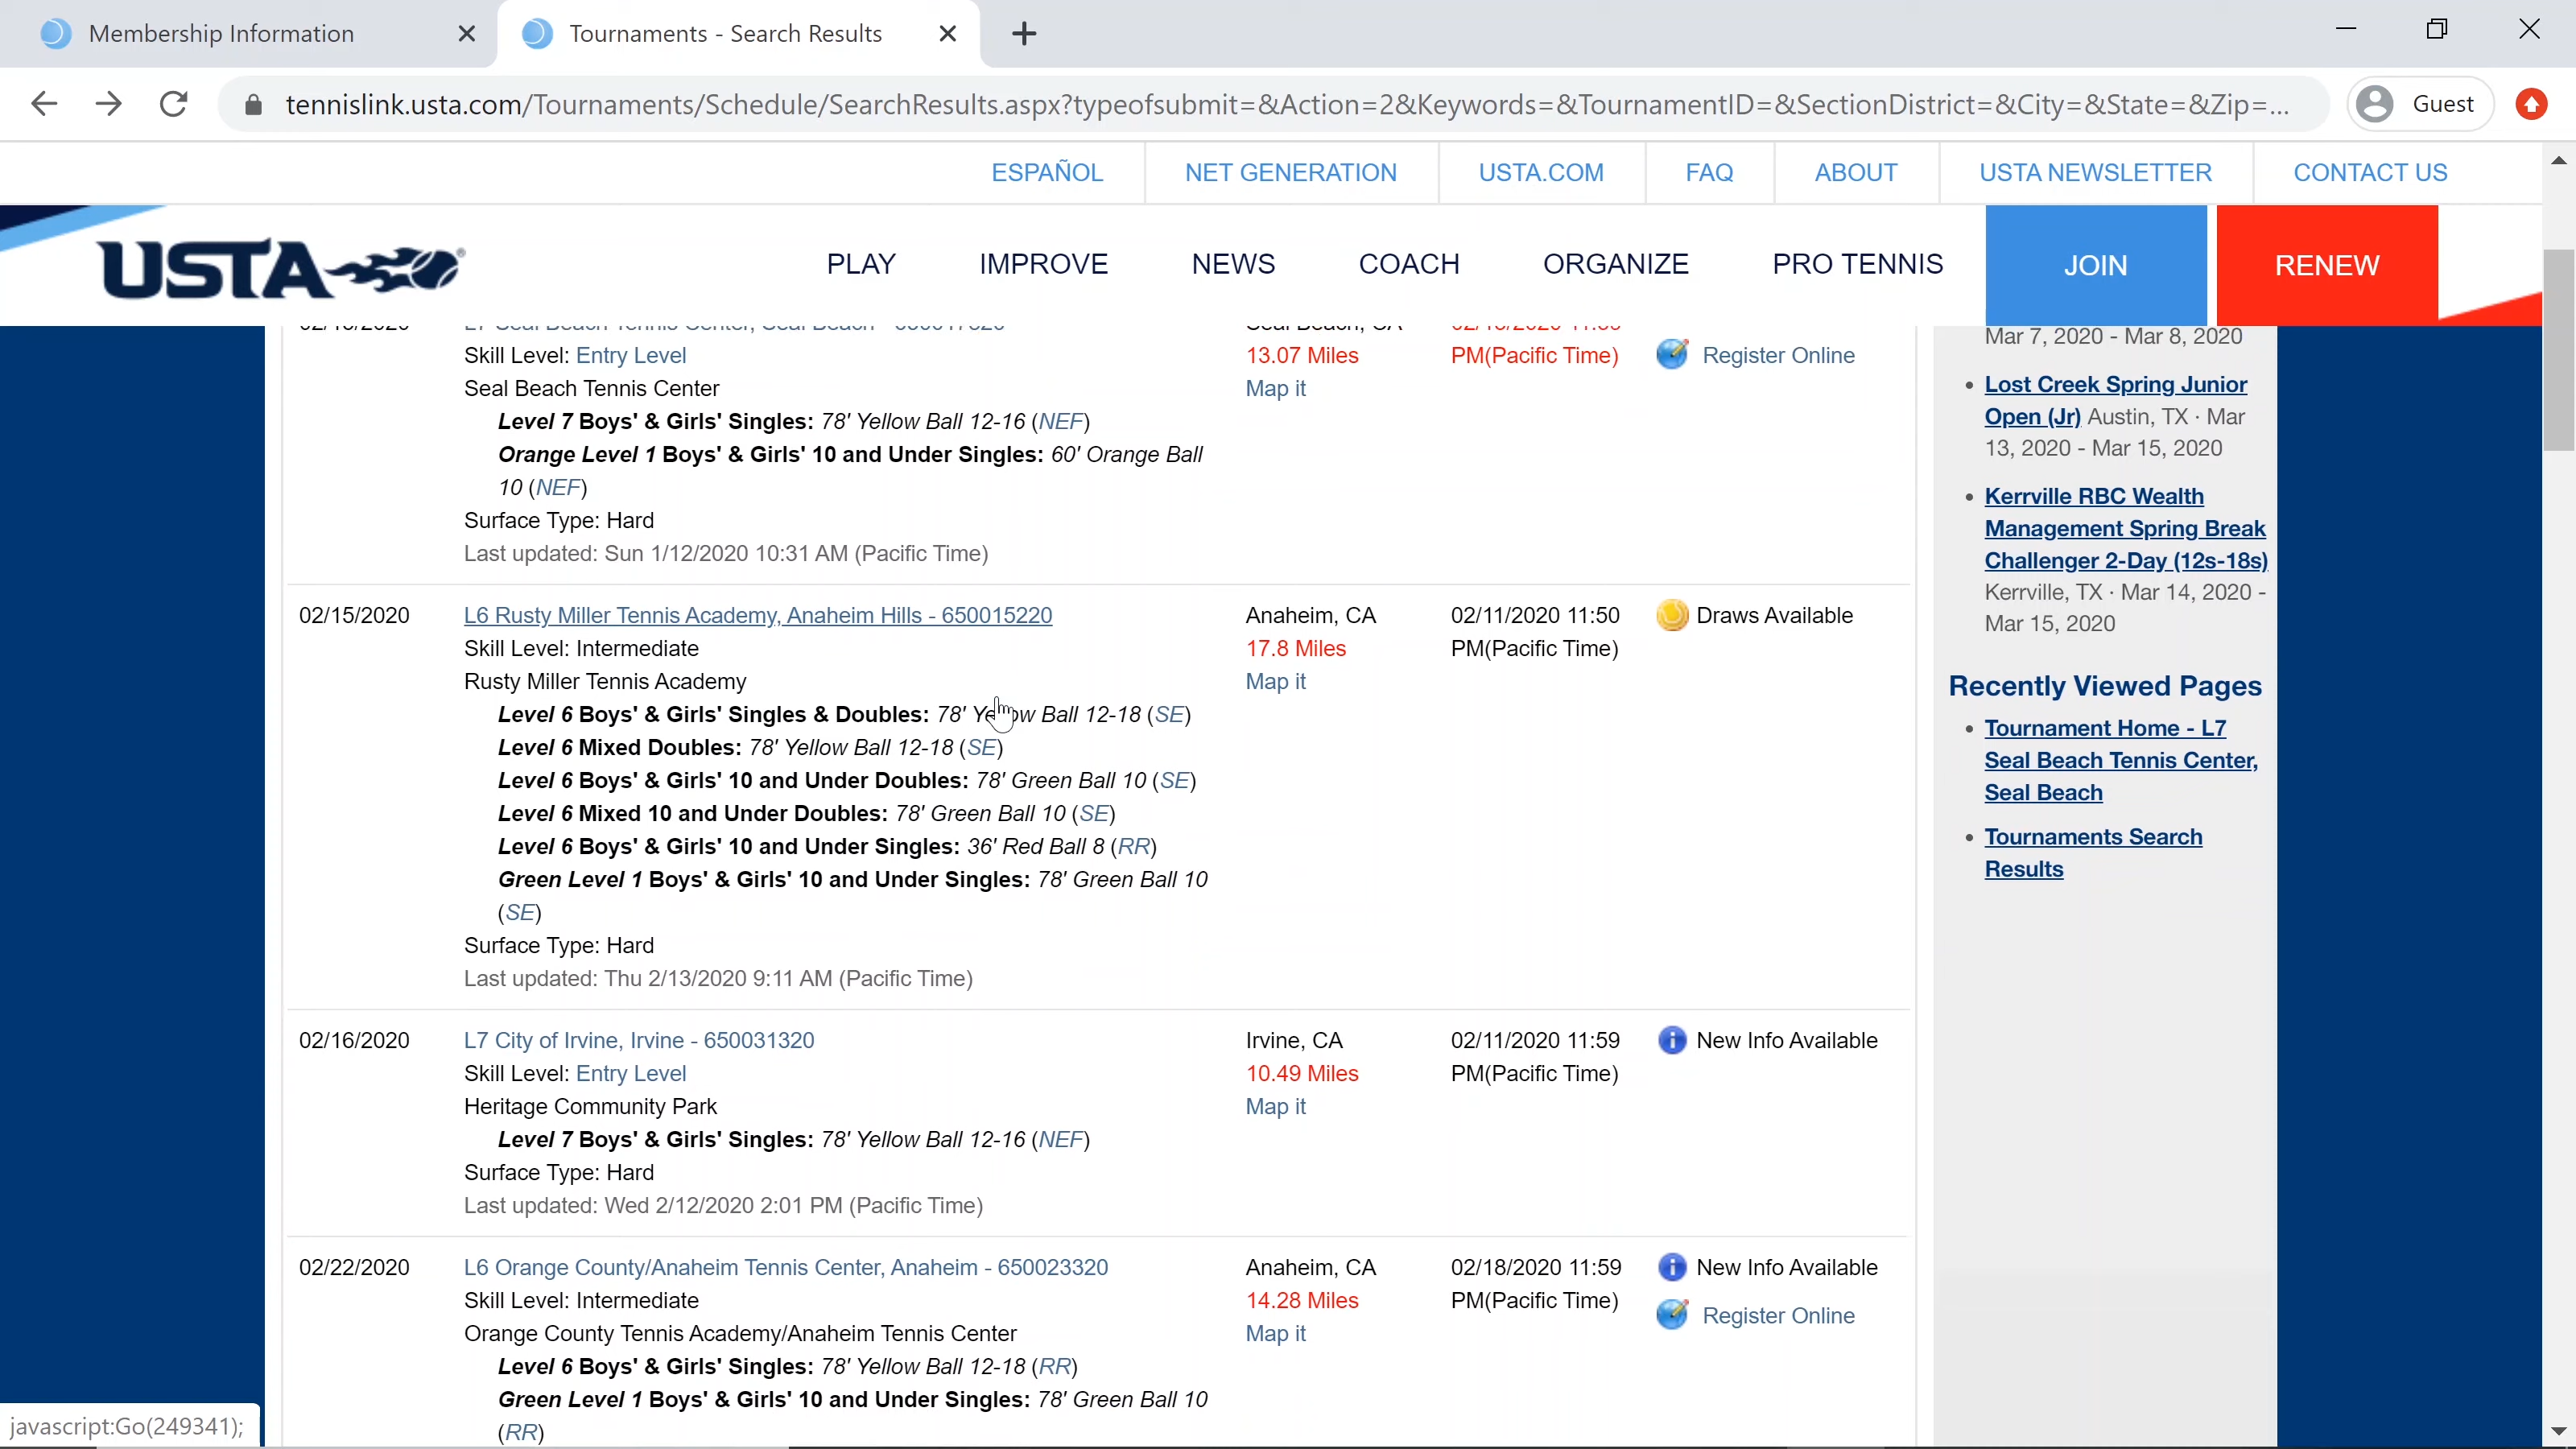 Membership Information
Tournaments - Search Results
tennislink.usta.com/Tournaments/Schedule/SearchResults.aspx?typeofsubmit=&Action=2&Keywords=&TournamentID=&SectionDistrict=&City=&State=&Zip=...
Guest
ESPAÑOL NET GENERATION USTA.COM FAQ ABOUT USTA NEWSLETTER CONTACT US
USTA
PLAY IMPROVE NEWS COACH ORGANIZE PRO TENNIS JOIN RENEW
Skill Level: Entry Level
Seal Beach Tennis Center
Level 7 Boys' & Girls' Singles: 78' Yellow Ball 12-16 (NEF)
Orange Level 1 Boys' & Girls' 10 and Under Singles: 60' Orange Ball
10 (NEF)
Surface Type: Hard
Last updated: Sun 1/12/2020 10:31 AM (Pacific Time)
Seal Beach, CA
13.07 Miles
Map it
PM(Pacific Time)
Register Online
02/15/2020
L6 Rusty Miller Tennis Academy, Anaheim Hills - 650015220
Skill Level: Intermediate
Rusty Miller Tennis Academy
Level 6 Boys' & Girls' Singles & Doubles: 78' Yellow Ball 12-18 (SE)
Level 6 Mixed Doubles: 78' Yellow Ball 12-18 (SE)
Level 6 Boys' & Girls' 10 and Under Doubles: 78' Green Ball 10 (SE)
Level 6 Mixed 10 and Under Doubles: 78' Green Ball 10 (SE)
Level 6 Boys' & Girls' 10 and Under Singles: 36' Red Ball 8 (RR)
Green Level 1 Boys' & Girls' 10 and Under Singles: 78' Green Ball 10
(SE)
Surface Type: Hard
Last updated: Thu 2/13/2020 9:11 AM (Pacific Time)
Anaheim, CA
17.8 Miles
Map it
02/11/2020 11:50
PM(Pacific Time)
Draws Available
02/16/2020
L7 City of Irvine, Irvine - 650031320
Skill Level: Entry Level
Heritage Community Park
Level 7 Boys' & Girls' Singles: 78' Yellow Ball 12-16 (NEF)
Surface Type: Hard
Last updated: Wed 2/12/2020 2:01 PM (Pacific Time)
Irvine, CA
10.49 Miles
Map it
02/11/2020 11:59
PM(Pacific Time)
New Info Available
02/22/2020
L6 Orange County/Anaheim Tennis Center, Anaheim - 650023320
Skill Level: Intermediate
Orange County Tennis Academy/Anaheim Tennis Center
Level 6 Boys' & Girls' Singles: 78' Yellow Ball 12-18 (RR)
Green Level 1 Boys' & Girls' 10 and Under Singles: 78' Green Ball 10
(RR)
Anaheim, CA
14.28 Miles
Map it
02/18/2020 11:59
PM(Pacific Time)
New Info Available
Register Online
Mar 7, 2020 - Mar 8, 2020
• Lost Creek Spring Junior
Open (Jr) Austin, TX · Mar
13, 2020 - Mar 15, 2020
• Kerrville RBC Wealth
Management Spring Break
Challenger 2-Day (12s-18s)
Kerrville, TX · Mar 14, 2020 -
Mar 15, 2020
Recently Viewed Pages
• Tournament Home - L7
Seal Beach Tennis Center,
Seal Beach
• Tournaments Search
Results
javascript:Go(249341);